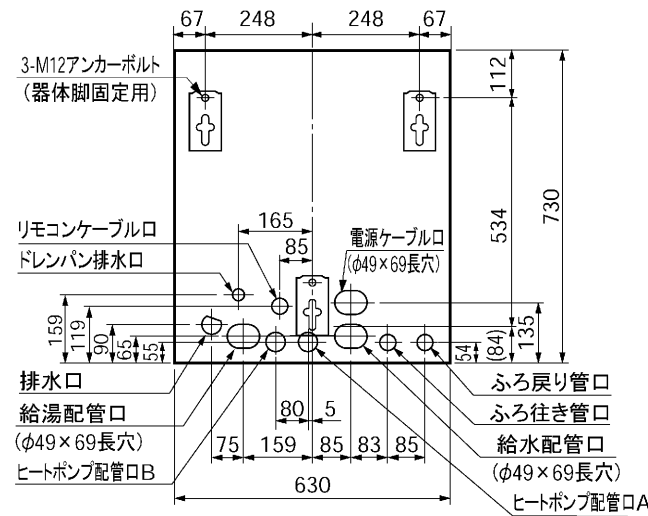 67 248 248 67
3-M12アンカーボルト
(器体脚固定用)
112
534
730
165
リモコンケーブル口
85
電源ケーブル口
(φ49×69長穴)
ドレンパン排水口
159
119
90
65
55
54
(84)
135
排水口
ふろ戻り管口
給湯配管口
80 5
ふろ往き管口
(φ49×69長穴)
75 159 85 83 85
給水配管口
(φ49×69長穴)
ヒートポンプ配管口B
630
ヒートポンプ配管口A